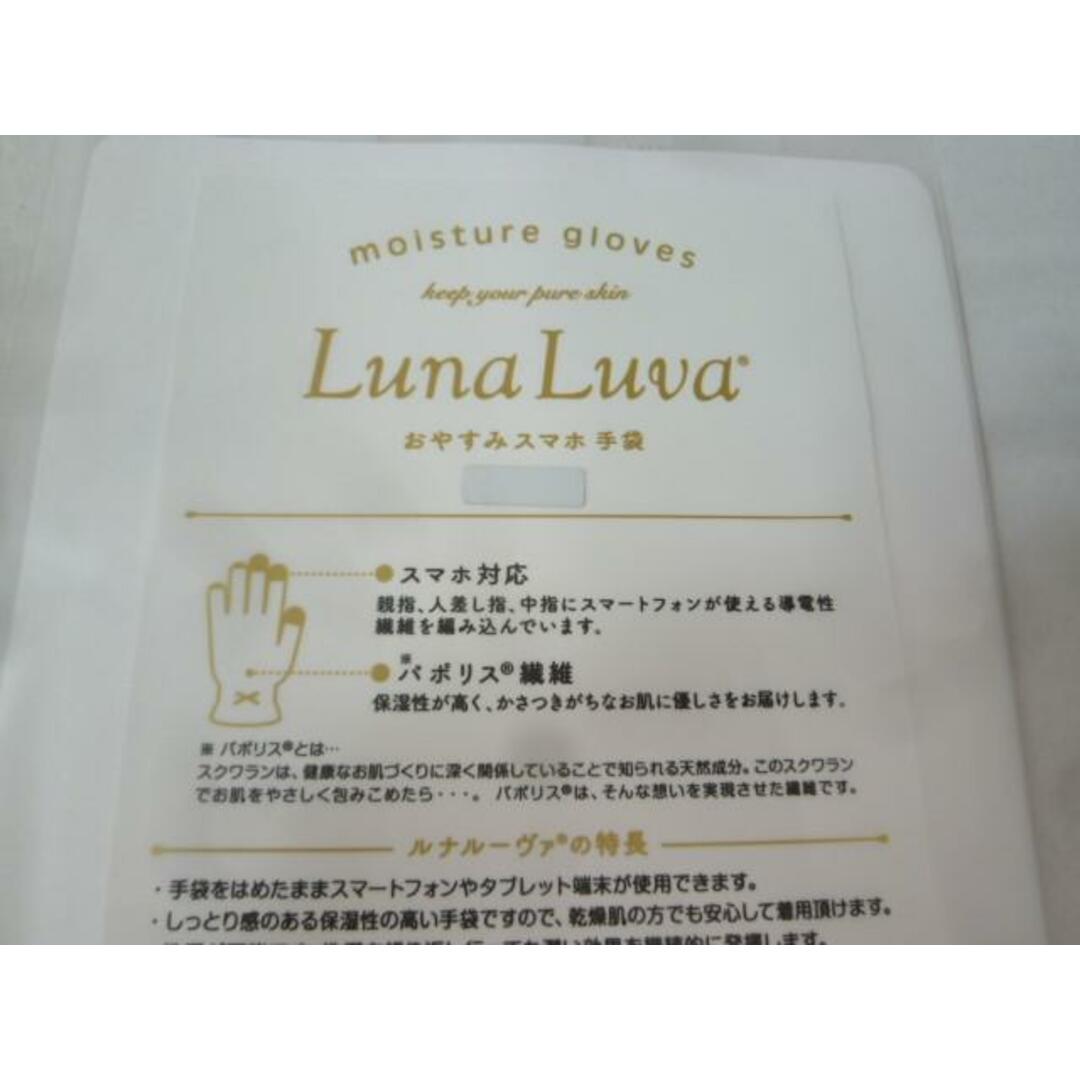 moisture gloves
keep your pure skin
Luna Luva®
おやすみスマホ手袋
スマホ対応
親指、人差し指、中指にスマートフォンが使える導電性
繊維を編み込んでいます。
※
パポリス®繊維
保湿性が高く、かさつきがちなお肌に優しさをお届けします。
※ パポリス®とは…
スクワランは、健康なお肌づくりに深く関係していることで知られる天然成分。このスクワラン
でお肌をやさしく包みこめたら・・・。 パポリス®は、そんな想いを実現させた繊維です。
ルナルーヴァ®の特長
・手袋をはめたままスマートフォンやタブレット端末が使用できます。
・しっとり感のある保湿性の高い手袋ですので、乾燥肌の方でも安心して着用頂けます。